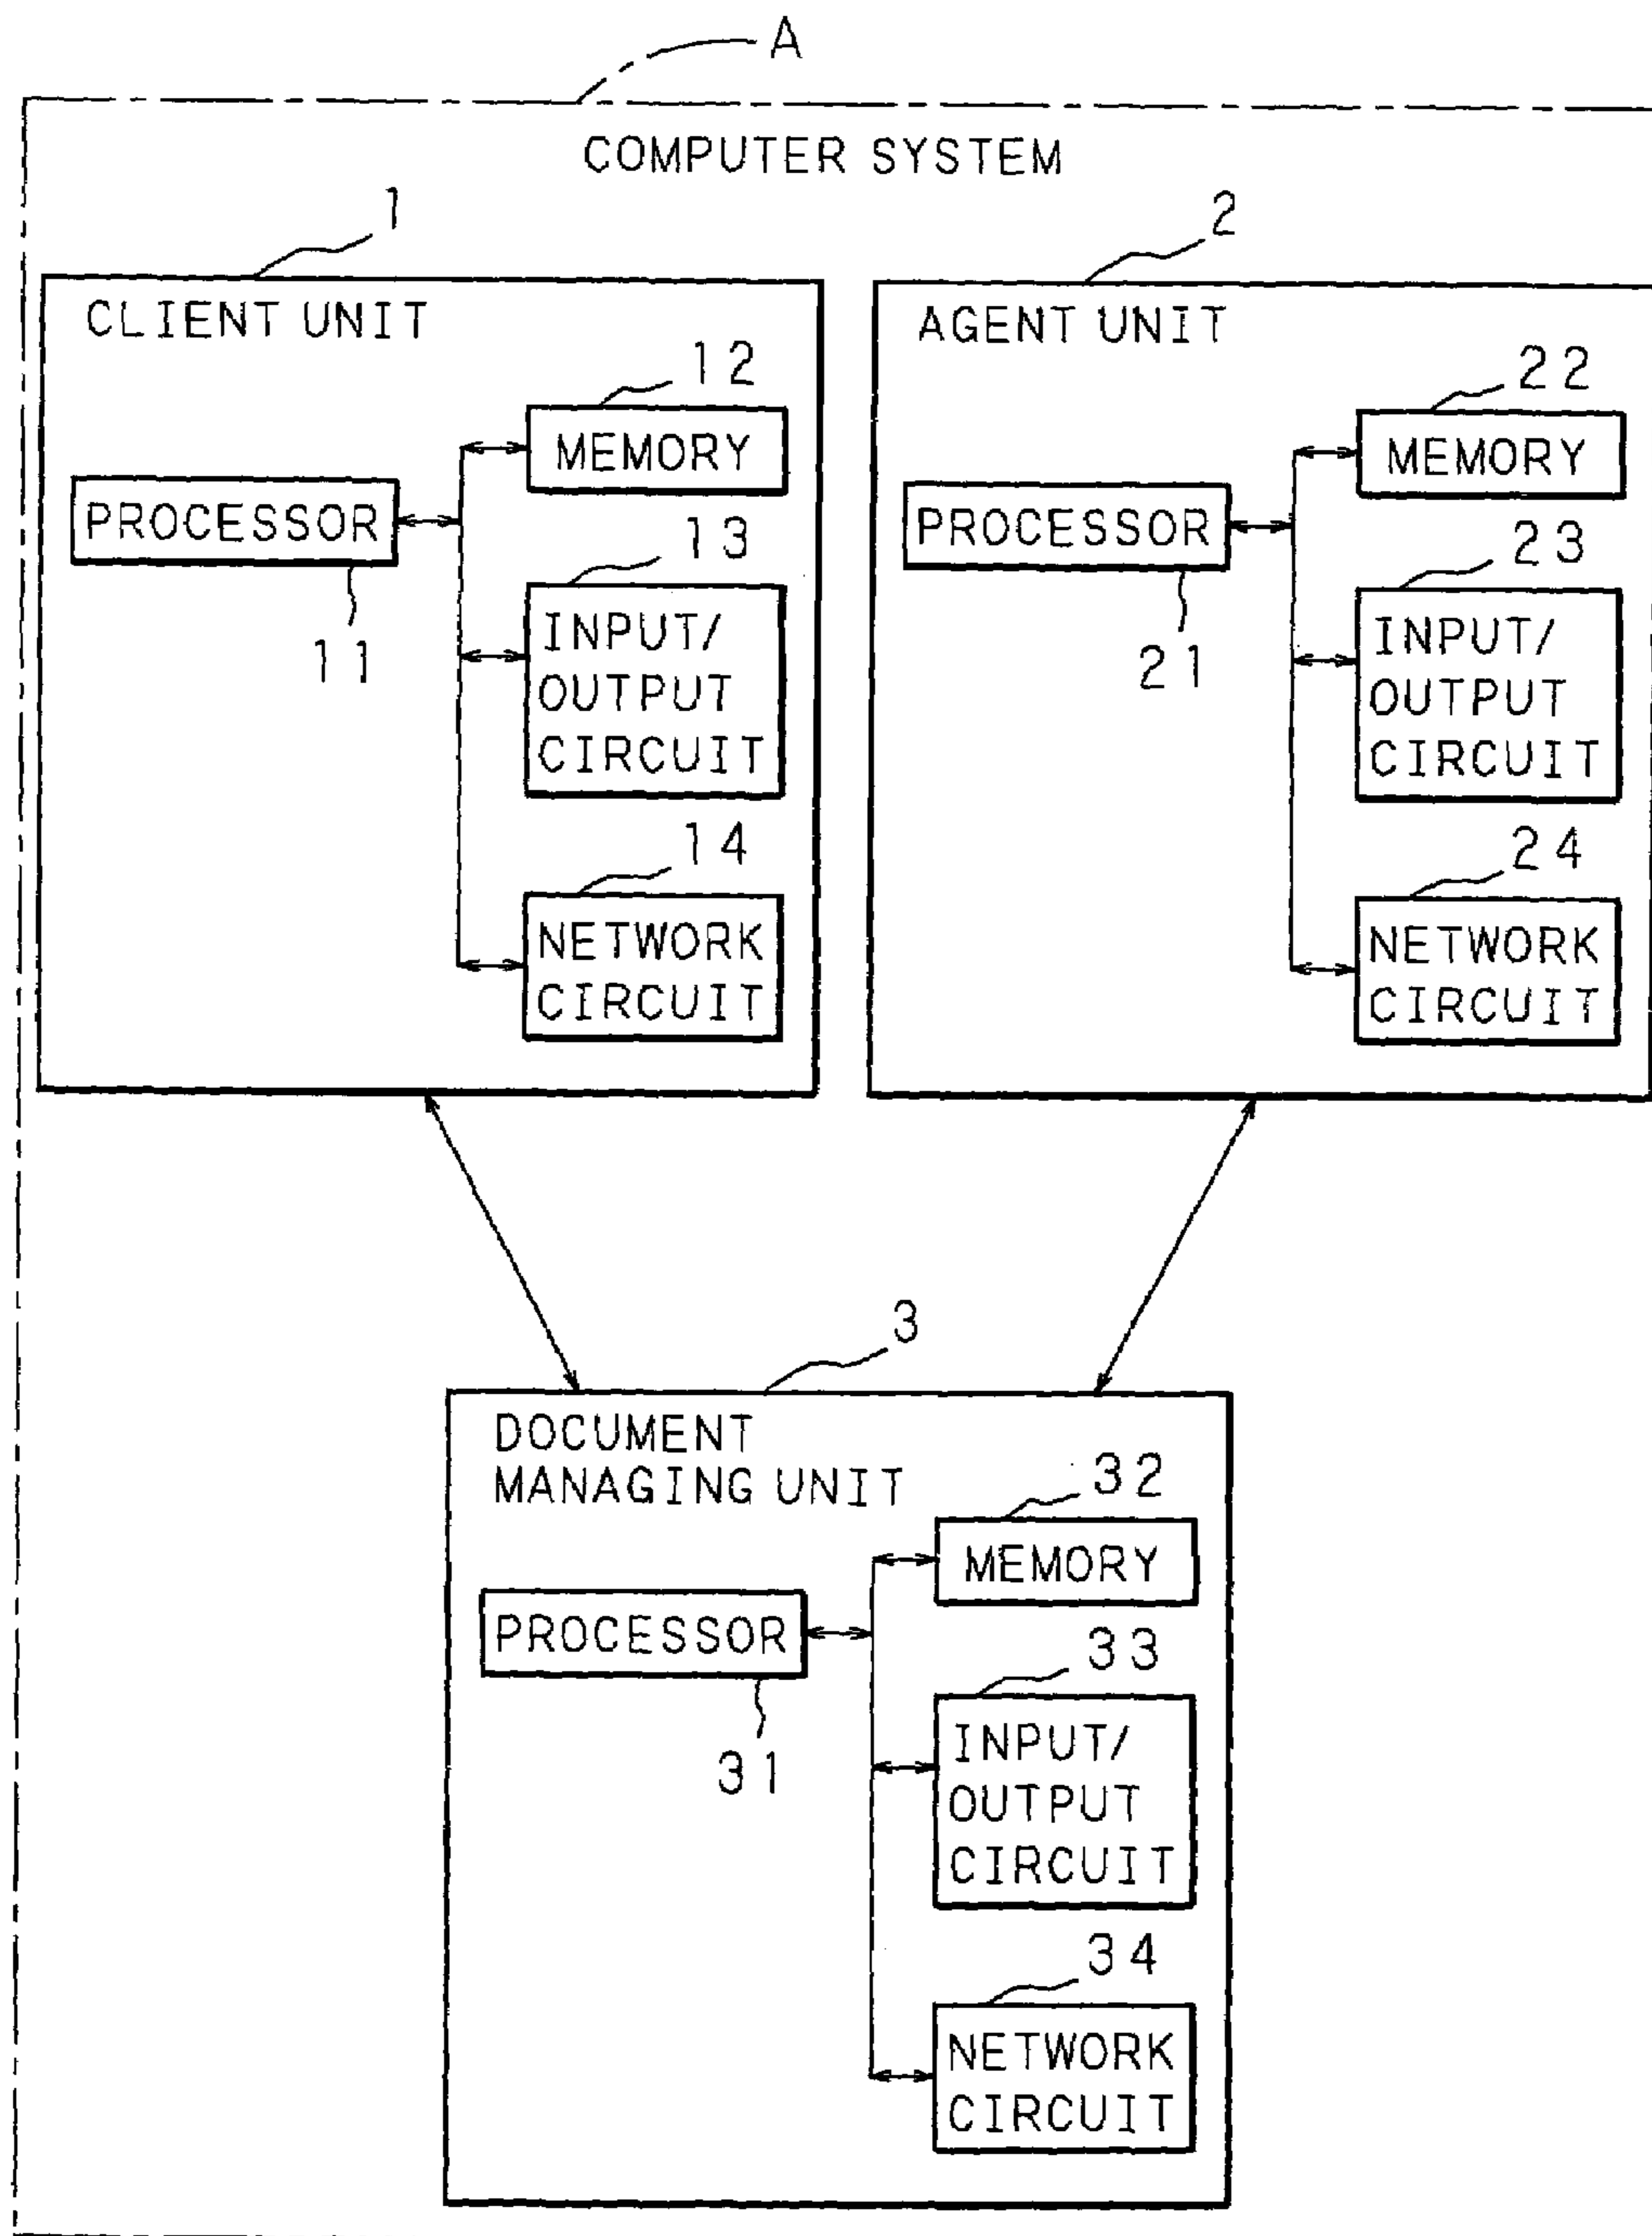 A
COMPUTER SYSTEM
1
CLIENT UNIT
12
MEMORY
PROCESSOR
11
13
INPUT/
OUTPUT
CIRCUIT
14
NETWORK
CIRCUIT
2
AGENT UNIT
22
MEMORY
PROCESSOR
21
23
INPUT/
OUTPUT
CIRCUIT
24
NETWORK
CIRCUIT
3
DOCUMENT
MANAGING UNIT
32
MEMORY
PROCESSOR
31
33
INPUT/
OUTPUT
CIRCUIT
34
NETWORK
CIRCUIT